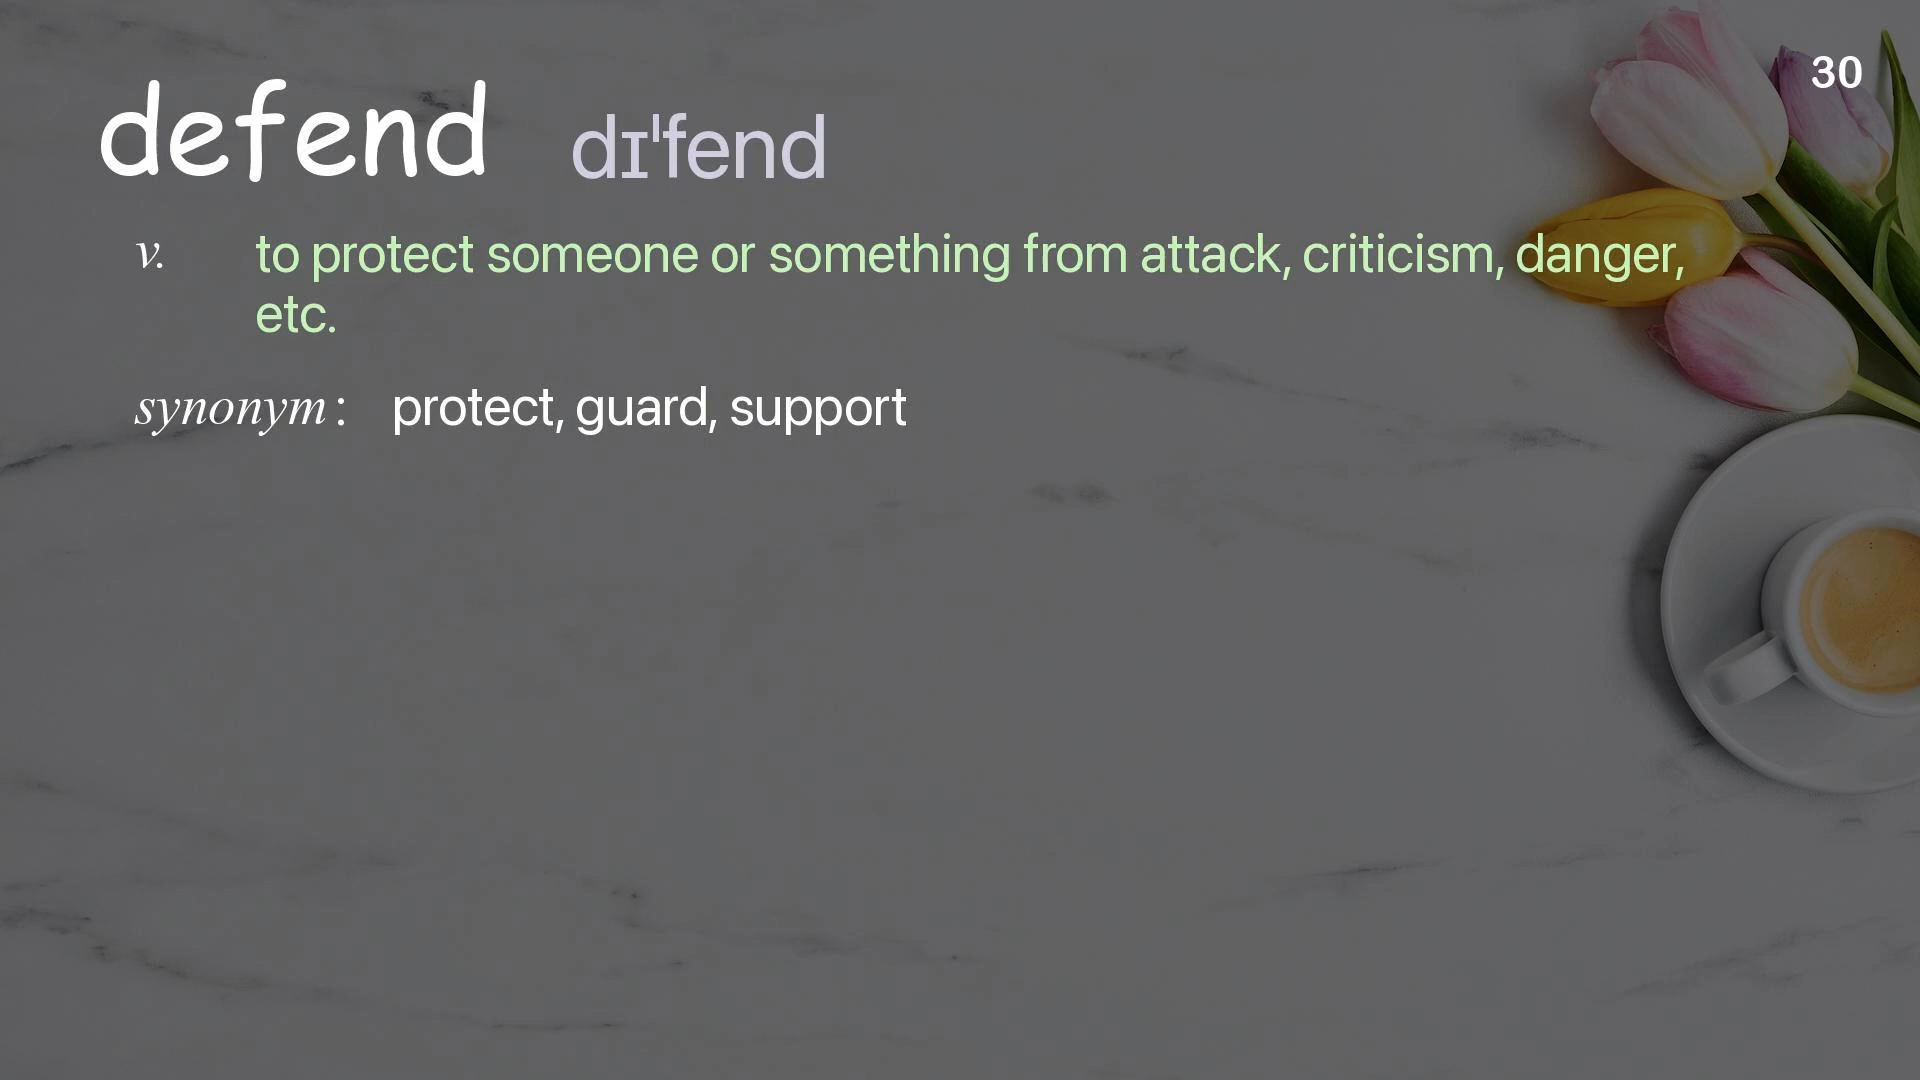 30
defend dɪˈfend
v. to protect someone or something from attack, criticism, danger,
etc.
synonym: protect, guard, support